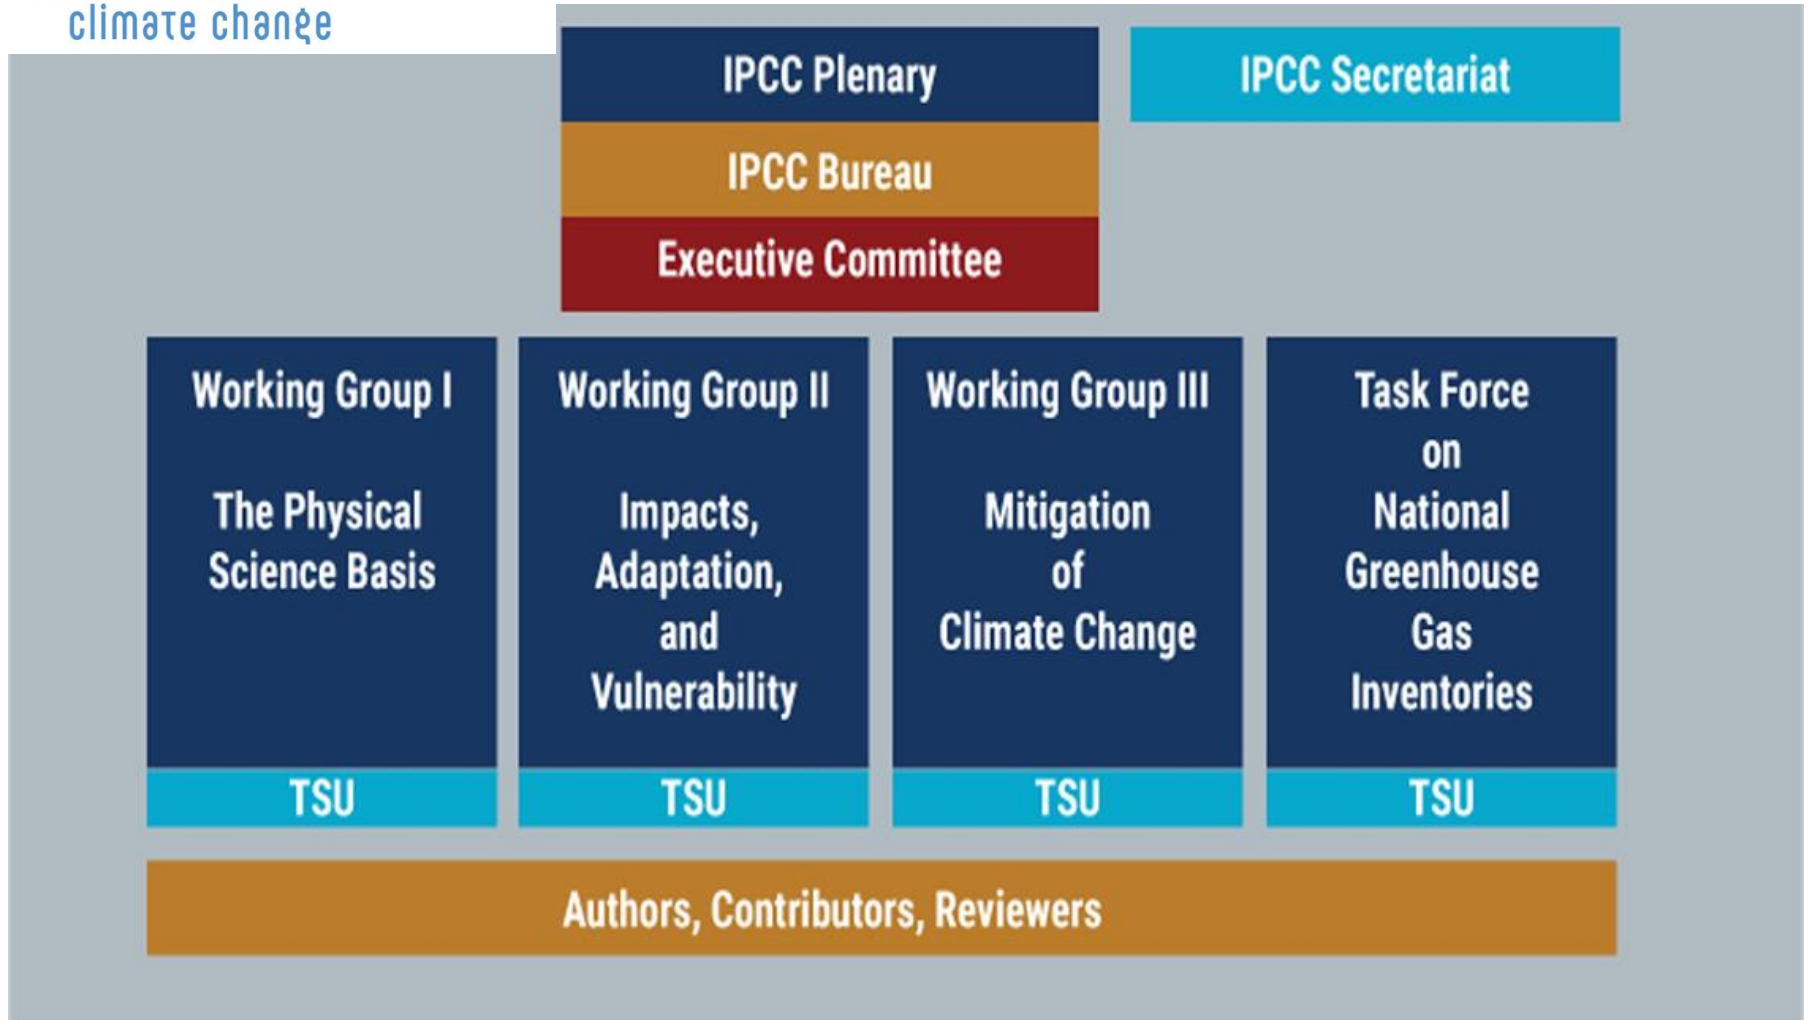 climate change
IPCC Plenary
IPCC Secretariat
IPCC Bureau
Executive Committee
Working Group I
The Physical
Science Basis
TSU
Working Group II
Impacts,
Adaptation,
and
Vulnerability
TSU
Working Group III
Mitigation
of
Climate Change
TSU
Task Force
on
National
Greenhouse
Gas
Inventories
TSU
Authors, Contributors, Reviewers